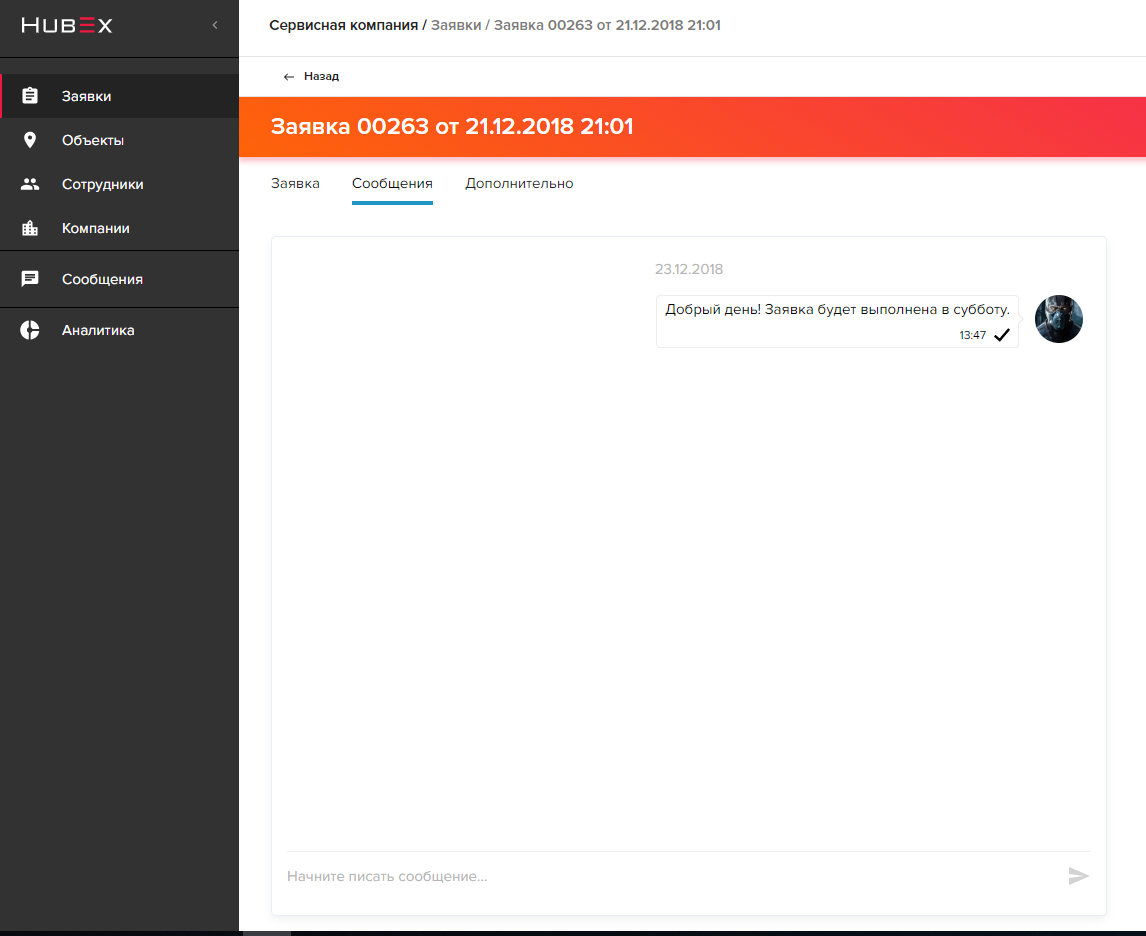 HUBEX
Сервисная компания / Заявки / Заявка 00263 от 21.12.2018 21:01
Назад
Заявки
Объекты
Сотрудники
Компании
Сообщения
Аналитика
Заявка 00263 от 21.12.2018 21:01
Заявка Сообщения Дополнительно
23.12.2018
Добрый день! Заявка будет выполнена в субботу.
13:47
Начните писать сообщение...